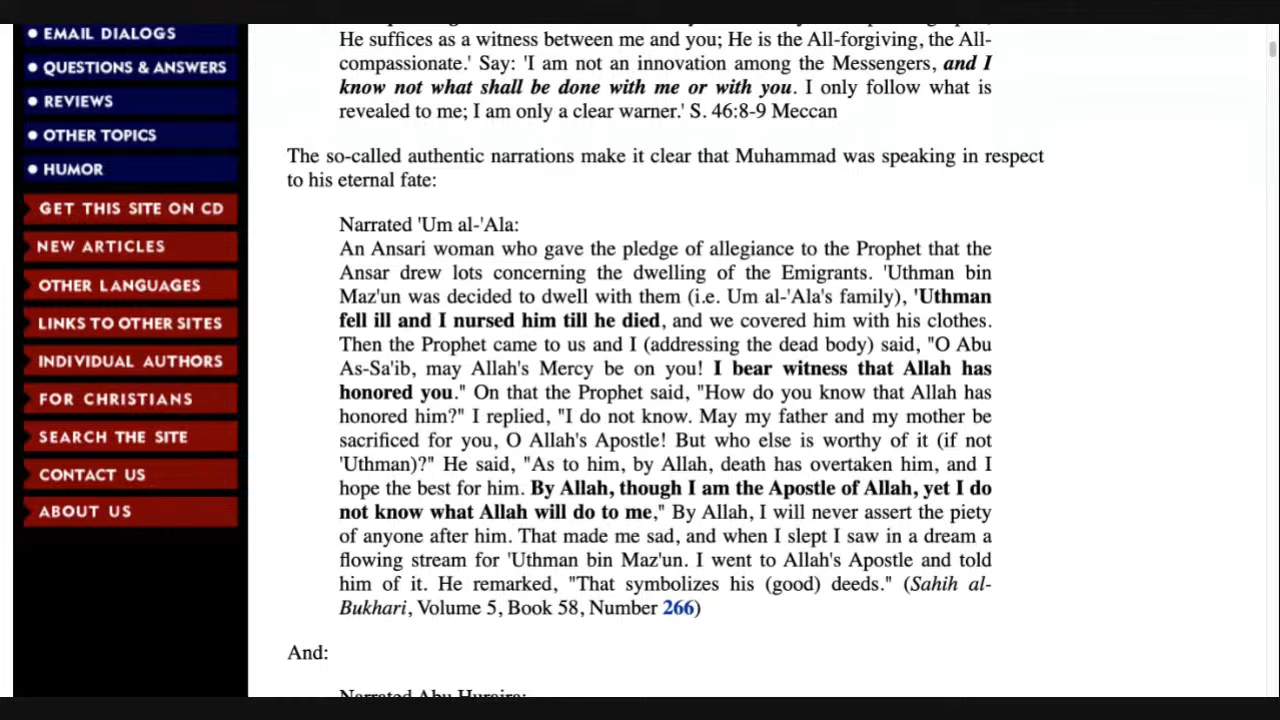 EMAIL DIALOGS
QUESTIONS & ANSWERS
REVIEWS
OTHER TOPICS
HUMOR
GET THIS SITE ON CD
NEW ARTICLES
OTHER LANGUAGES
LINKS TO OTHER SITES
INDIVIDUAL AUTHORS
FOR CHRISTIANS
SEARCH THE SITE
CONTACT US
ABOUT US
He suffices as a witness between me and you; He is the All-forgiving, the All-
compassionate.' Say: 'I am not an innovation among the Messengers, and I
know not what shall be done with me or with you. I only follow what is
revealed to me; I am only a clear warner.' S. 46:8-9 Meccan
The so-called authentic narrations make it clear that Muhammad was speaking in respect
to his eternal fate:
Narrated 'Um al-'Ala:
An Ansari woman who gave the pledge of allegiance to the Prophet that the
Ansar drew lots concerning the dwelling of the Emigrants. 'Uthman bin
Maz'un was decided to dwell with them (i.e. Um al-'Ala's family), 'Uthman
fell ill and I nursed him till he died, and we covered him with his clothes.
Then the Prophet came to us and I (addressing the dead body) said, "O Abu
As-Sa'ib, may Allah's Mercy be on you! I bear witness that Allah has
honored you." On that the Prophet said, "How do you know that Allah has
honored him?" I replied, "I do not know. May my father and my mother be
sacrificed for you, O Allah's Apostle! But who else is worthy of it (if not
'Uthman)?" He said, "As to him, by Allah, death has overtaken him, and I
hope the best for him. By Allah, though I am the Apostle of Allah, yet I do
not know what Allah will do to me," By Allah, I will never assert the piety
of anyone after him. That made me sad, and when I slept I saw in a dream a
flowing stream for 'Uthman bin Maz'un. I went to Allah's Apostle and told
him of it. He remarked, "That symbolizes his (good) deeds." (Sahih al-
Bukhari, Volume 5, Book 58, Number 266)
And:
Narrated Abu Huraira: